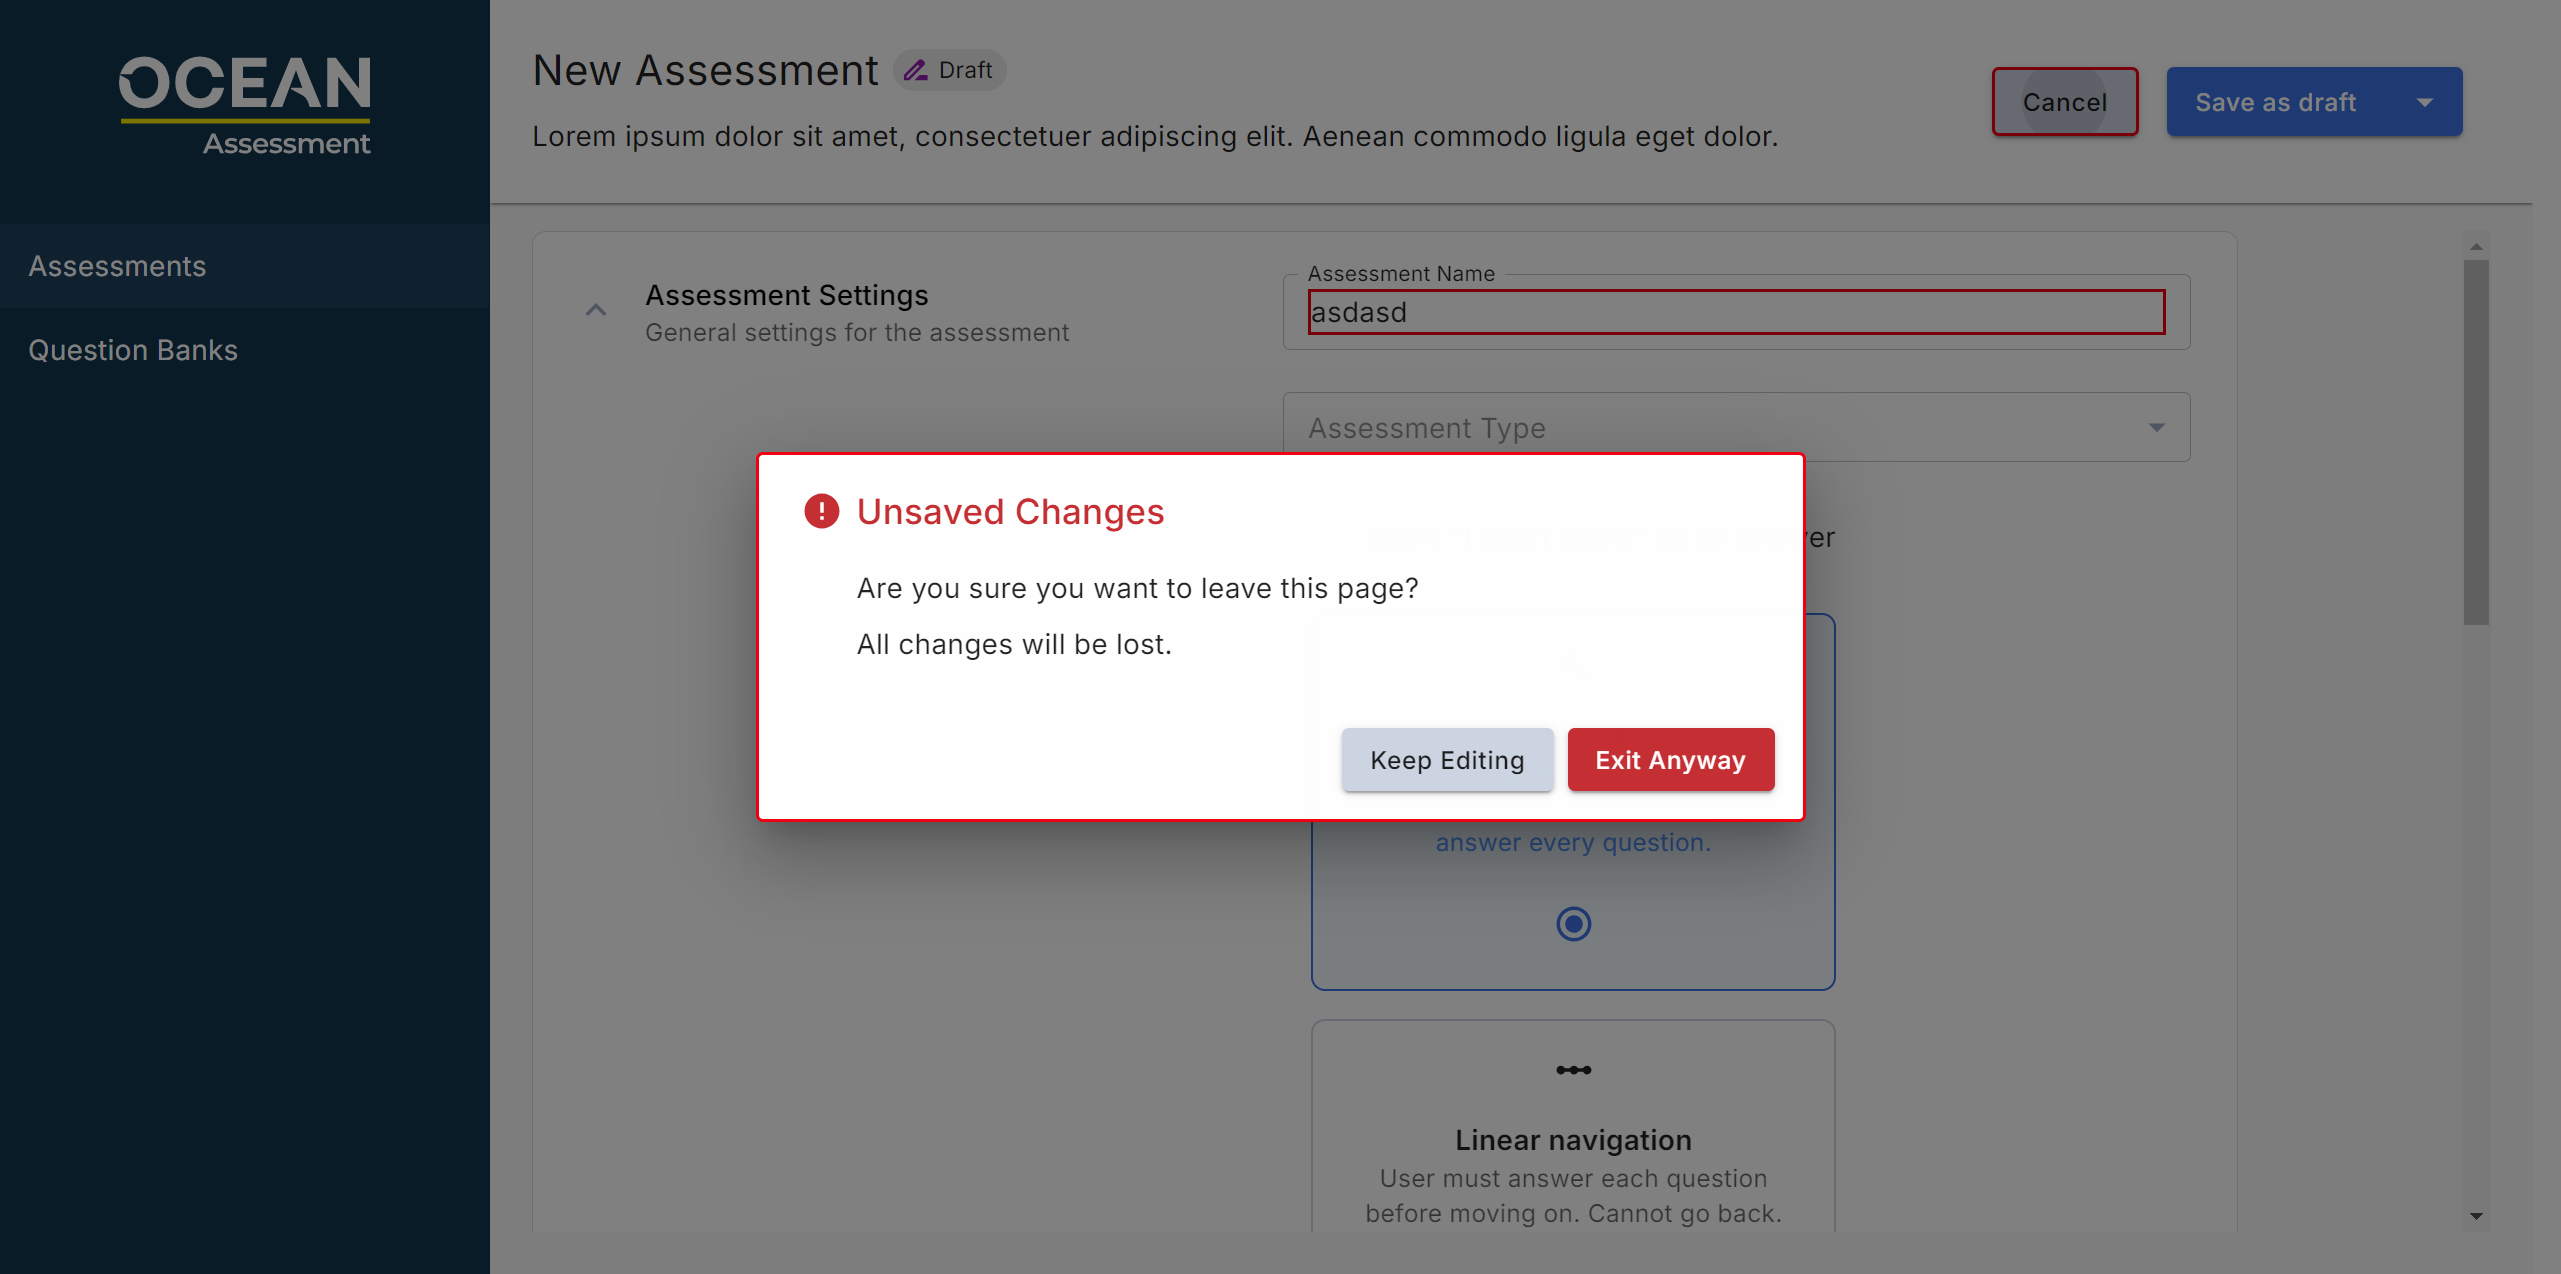 OCEAN
Assessment
Assessments
Question Banks
New Assessment
Draft
Lorem ipsum dolor sit amet, consectetuer adipiscing elit. Aenean commodo ligula eget dolor.
Cancel
Save as draft
Assessment Settings
General settings for the assessment
Assessment Name
asdasd
Assessment Type
Unsaved Changes
Are you sure you want to leave this page?
All changes will be lost.
Keep Editing
Exit Anyway
answer every question.
Linear navigation
User must answer each question
before moving on. Cannot go back.